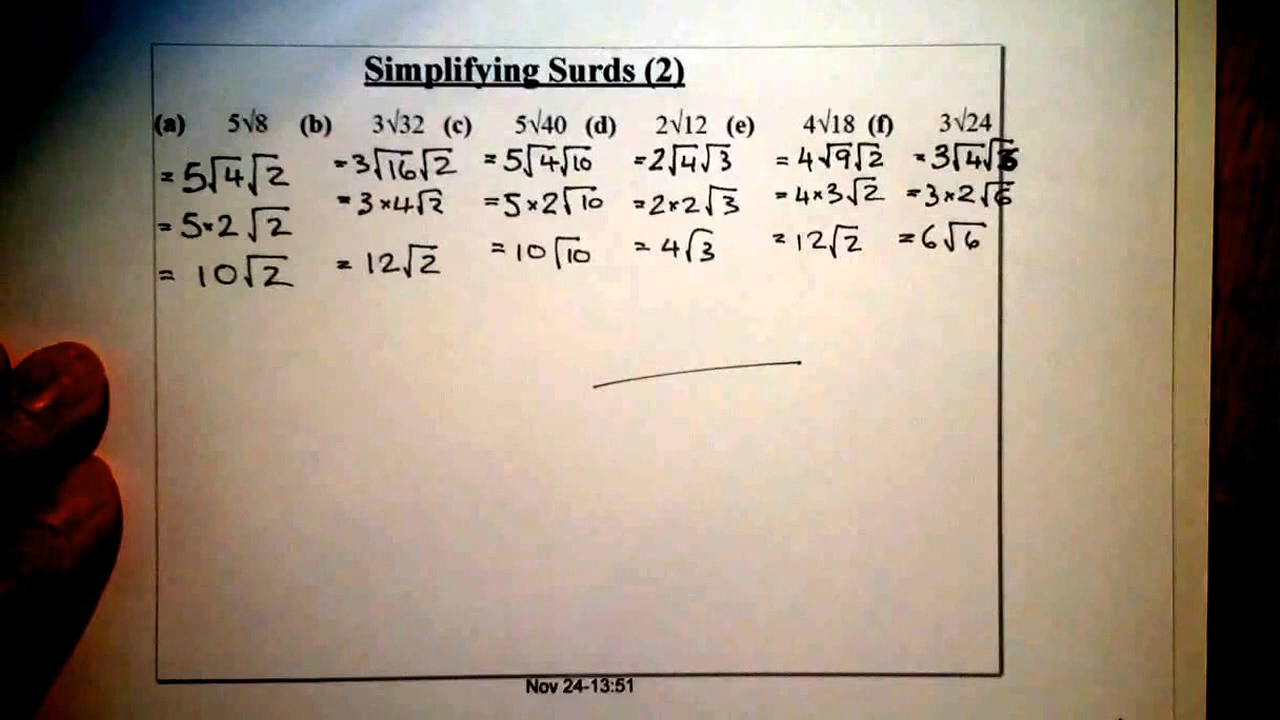 Simplifying Surds (2)
(a) 5√8 (b) 3√32 (c) 5√40 (d) 2√12 (e) 4√18 (f) 3√24
= 5√4√2 = 3√16√2 = 5√4√10 = 2√4√3 = 4√9√2 = 3√4√6
= 5×2√2 = 3×4√2 = 5×2√10 = 2×2√3 = 4×3√2 = 3×2√6
= 10√2 = 12√2 = 10√10 = 4√3 = 12√2 = 6√6
Nov 24-13:51